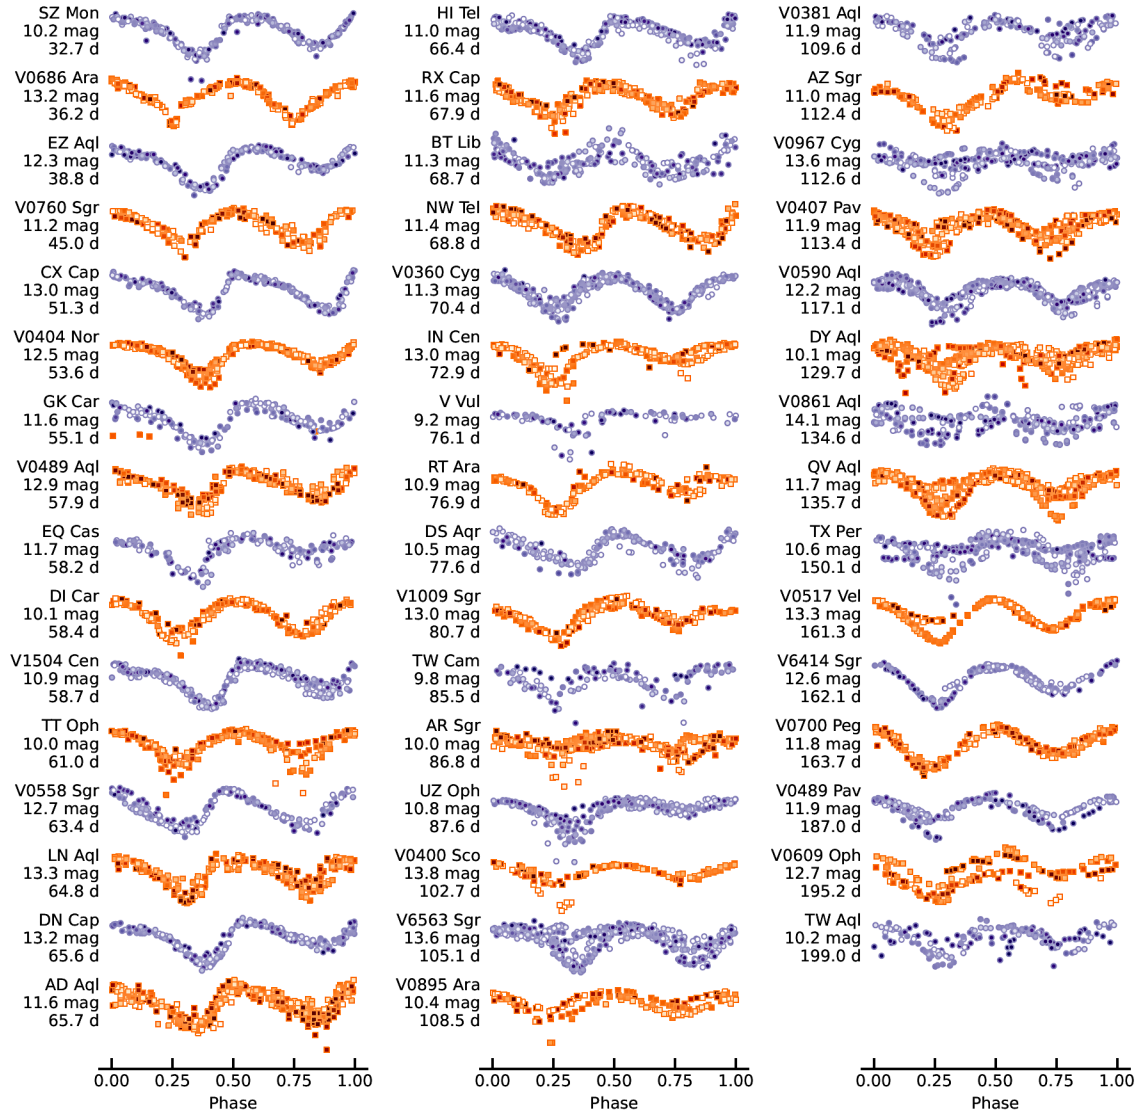 SZ Mon
10.2 mag
32.7 d
V0686 Ara
13.2 mag
36.2 d
EZ Aql
12.3 mag
38.8 d
V0760 Sgr
11.2 mag
45.0 d
CX Cap
13.0 mag
51.3 d
V0404 Nor
12.5 mag
53.6 d
GK Car
11.6 mag
55.1 d
V0489 Aql
12.9 mag
57.9 d
EQ Cas
11.7 mag
58.2 d
DI Car
10.1 mag
58.4 d
V1504 Cen
10.9 mag
58.7 d
TT Oph
10.0 mag
61.0 d
V0558 Sgr
12.7 mag
63.4 d
LN Aql
13.3 mag
64.8 d
DN Cap
13.2 mag
65.6 d
AD Aql
11.6 mag
65.7 d
0.00 0.25 0.50 0.75 1.00
Phase
HI Tel
11.0 mag
66.4 d
RX Cap
11.6 mag
67.9 d
BT Lib
11.3 mag
68.7 d
NW Tel
11.4 mag
68.8 d
V0360 Cyg
11.3 mag
70.4 d
IN Cen
13.0 mag
72.9 d
V Vul
9.2 mag
76.1 d
RT Ara
10.9 mag
76.9 d
DS Aqr
10.5 mag
77.6 d
V1009 Sgr
13.0 mag
80.7 d
TW Cam
9.8 mag
85.5 d
AR Sgr
10.0 mag
86.8 d
UZ Oph
10.8 mag
87.6 d
V0400 Sco
13.8 mag
102.7 d
V6563 Sgr
13.6 mag
105.1 d
V0895 Ara
10.4 mag
108.5 d
0.00 0.25 0.50 0.75 1.00
Phase
V0381 Aql
11.9 mag
109.6 d
AZ Sgr
11.0 mag
112.4 d
V0967 Cyg
13.6 mag
112.6 d
V0407 Pav
11.9 mag
113.4 d
V0590 Aql
12.2 mag
117.1 d
DY Aql
10.1 mag
129.7 d
V0861 Aql
14.1 mag
134.6 d
QV Aql
11.7 mag
135.7 d
TX Per
10.6 mag
150.1 d
V0517 Vel
13.3 mag
161.3 d
V6414 Sgr
12.6 mag
162.1 d
V0700 Peg
11.8 mag
163.7 d
V0489 Pav
11.9 mag
187.0 d
V0609 Oph
12.7 mag
195.2 d
TW Aql
10.2 mag
199.0 d
0.00 0.25 0.50 0.75 1.00
Phase